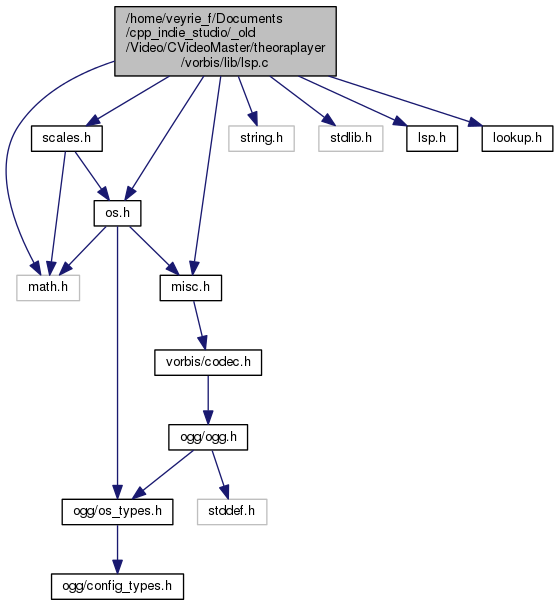 /home/veyrie_f/Documents
/cpp_indie_studio/_old
/Video/CVideoMaster/theoraplayer
/vorbis/lib/lsp.c
scales.h
string.h
stdlib.h
lsp.h
lookup.h
os.h
math.h
misc.h
vorbis/codec.h
ogg/ogg.h
ogg/os_types.h
stddef.h
ogg/config_types.h